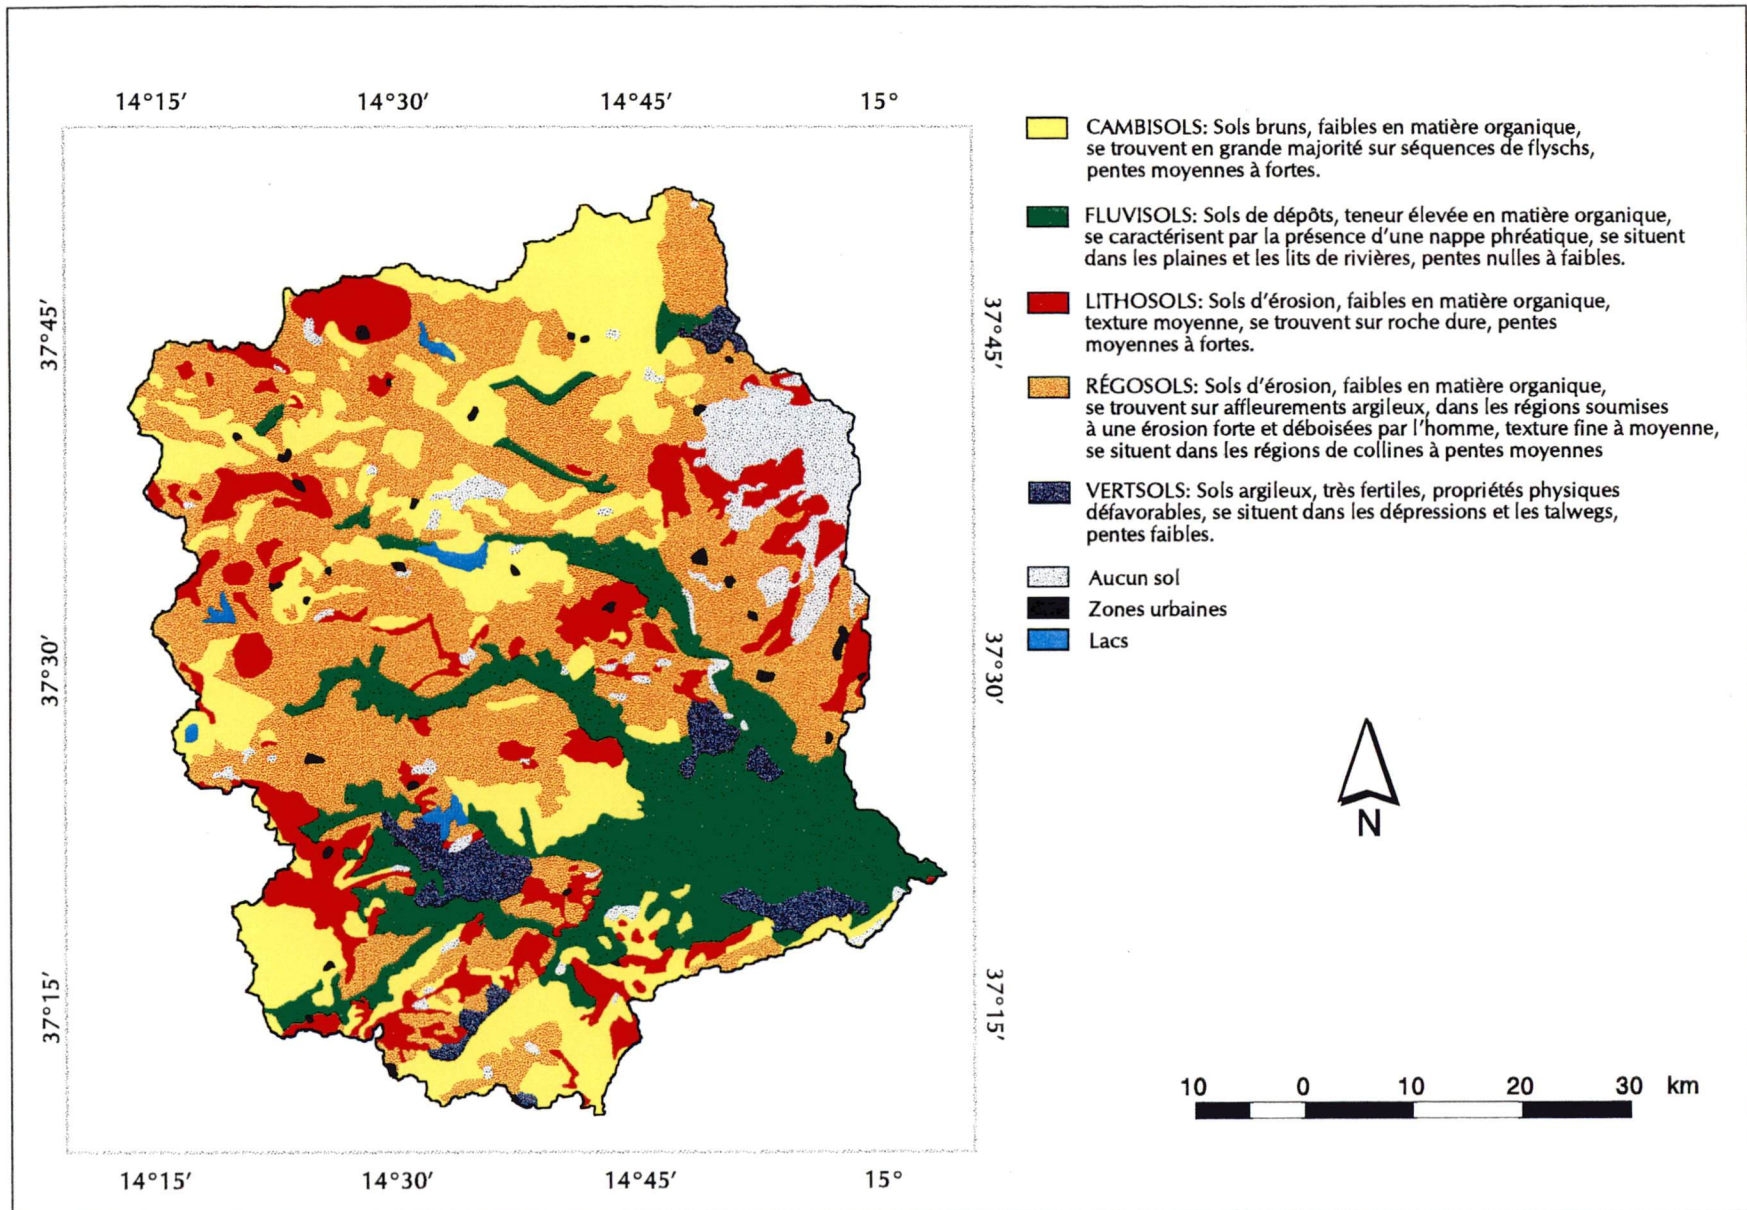 14°15′ 14°30′ 14°45′ 15°
37°45′
37°30′
37°15′
37°45′
37°30′
37°15′
14°15′ 14°30′ 14°45′ 15°
CAMBISOLS: Sols bruns, faibles en matière organique,
se trouvent en grande majorité sur séquences de flyschs,
pentes moyennes à fortes.
FLUVISOLS: Sols de dépôts, teneur élevée en matière organique,
se caractérisent par la présence d'une nappe phréatique, se situent
dans les plaines et les lits de rivières, pentes nulles à faibles.
LITHOSOLS: Sols d'érosion, faibles en matière organique,
texture moyenne, se trouvent sur roche dure, pentes
moyennes à fortes.
RÉGOSOLS: Sols d'érosion, faibles en matière organique,
se trouvent sur affleurements argileux, dans les régions soumises
à une érosion forte et déboisées par l'homme, texture fine à moyenne,
se situent dans les régions de collines à pentes moyennes
VERTSOLS: Sols argileux, très fertiles, propriétés physiques
défavorables, se situent dans les dépressions et les talwegs,
pentes faibles.
Aucun sol
Zones urbaines
Lacs
N
10 0 10 20 30 km